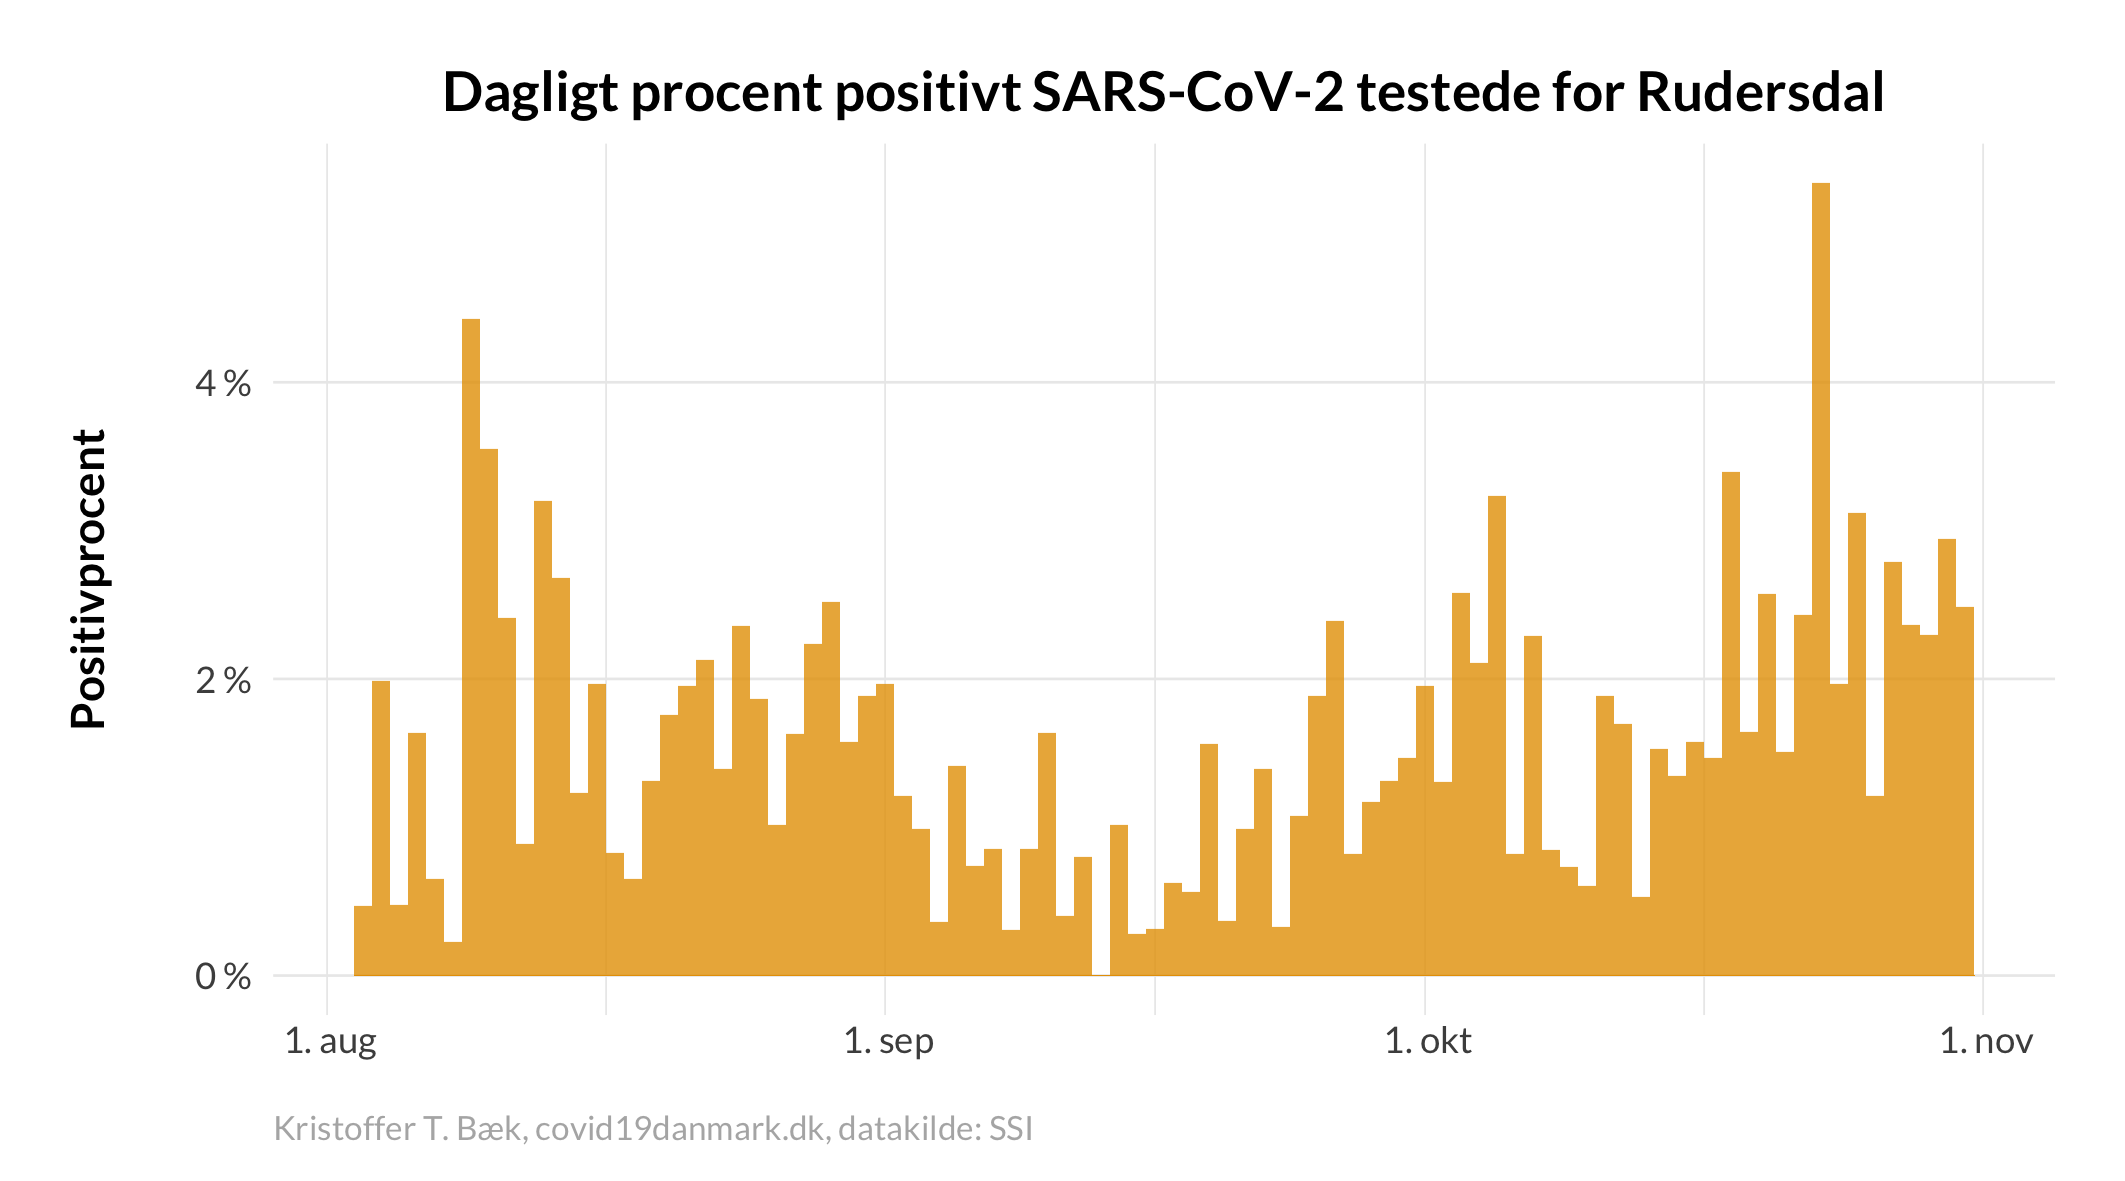 Dagligt procent positivt SARS-CoV-2 testede for Rudersdal
Positivprocent
4 %
2 %
0 %
1. aug
1. sep
1. okt
1. nov
Kristoffer T. Bæk, covid19danmark.dk, datakilde: SSI